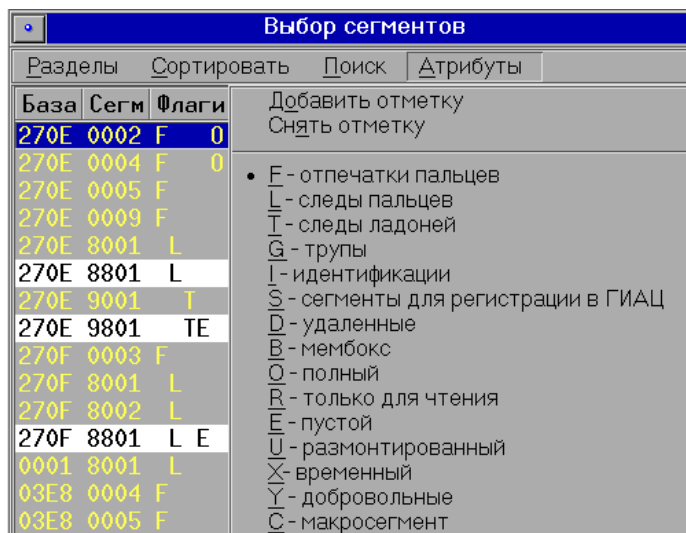 Выбор сегментов
Разделы Сортировать Поиск Атрибуты
База Сегм Флаги
270E 0002 F O
270E 0004 F O
270E 0005 F
270E 0009 F
270E 8001 L
270E 8801 L
270E 9001 T
270E 9801 TE
270F 0003 F
270F 8001 L
270F 8002 L
270F 8801 L E
0001 8001 L
03E8 0004 F
03E8 0005 F
Добавить отметку
Снять отметку
• F - отпечатки пальцев
L - следы пальцев
T - следы ладоней
G - трупы
I - идентификации
S - сегменты для регистрации в ГИАЦ
D - удаленные
B - мембокс
O - полный
R - только для чтения
E - пустой
U - размонтированный
X- временный
Y - добровольные
C - макросегмент